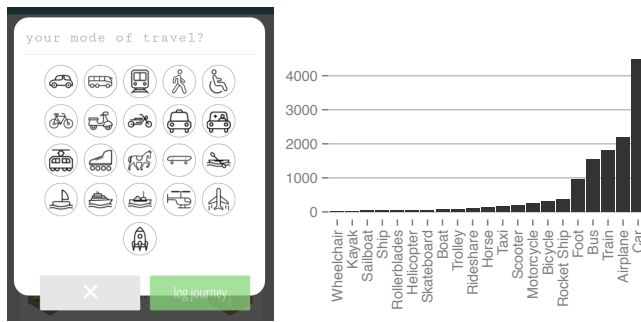 your mode of travel?
log journey
4000
3000
2000
1000
0
Wheelchair
Kayak
Sailboat
Ship
Rollerblades
Helicopter
Skateboard
Boat
Trolley
Rideshare
Horse
Taxi
Scooter
Motorcycle
Bicycle
Rocket Ship
Foot
Bus
Train
Airplane
Car